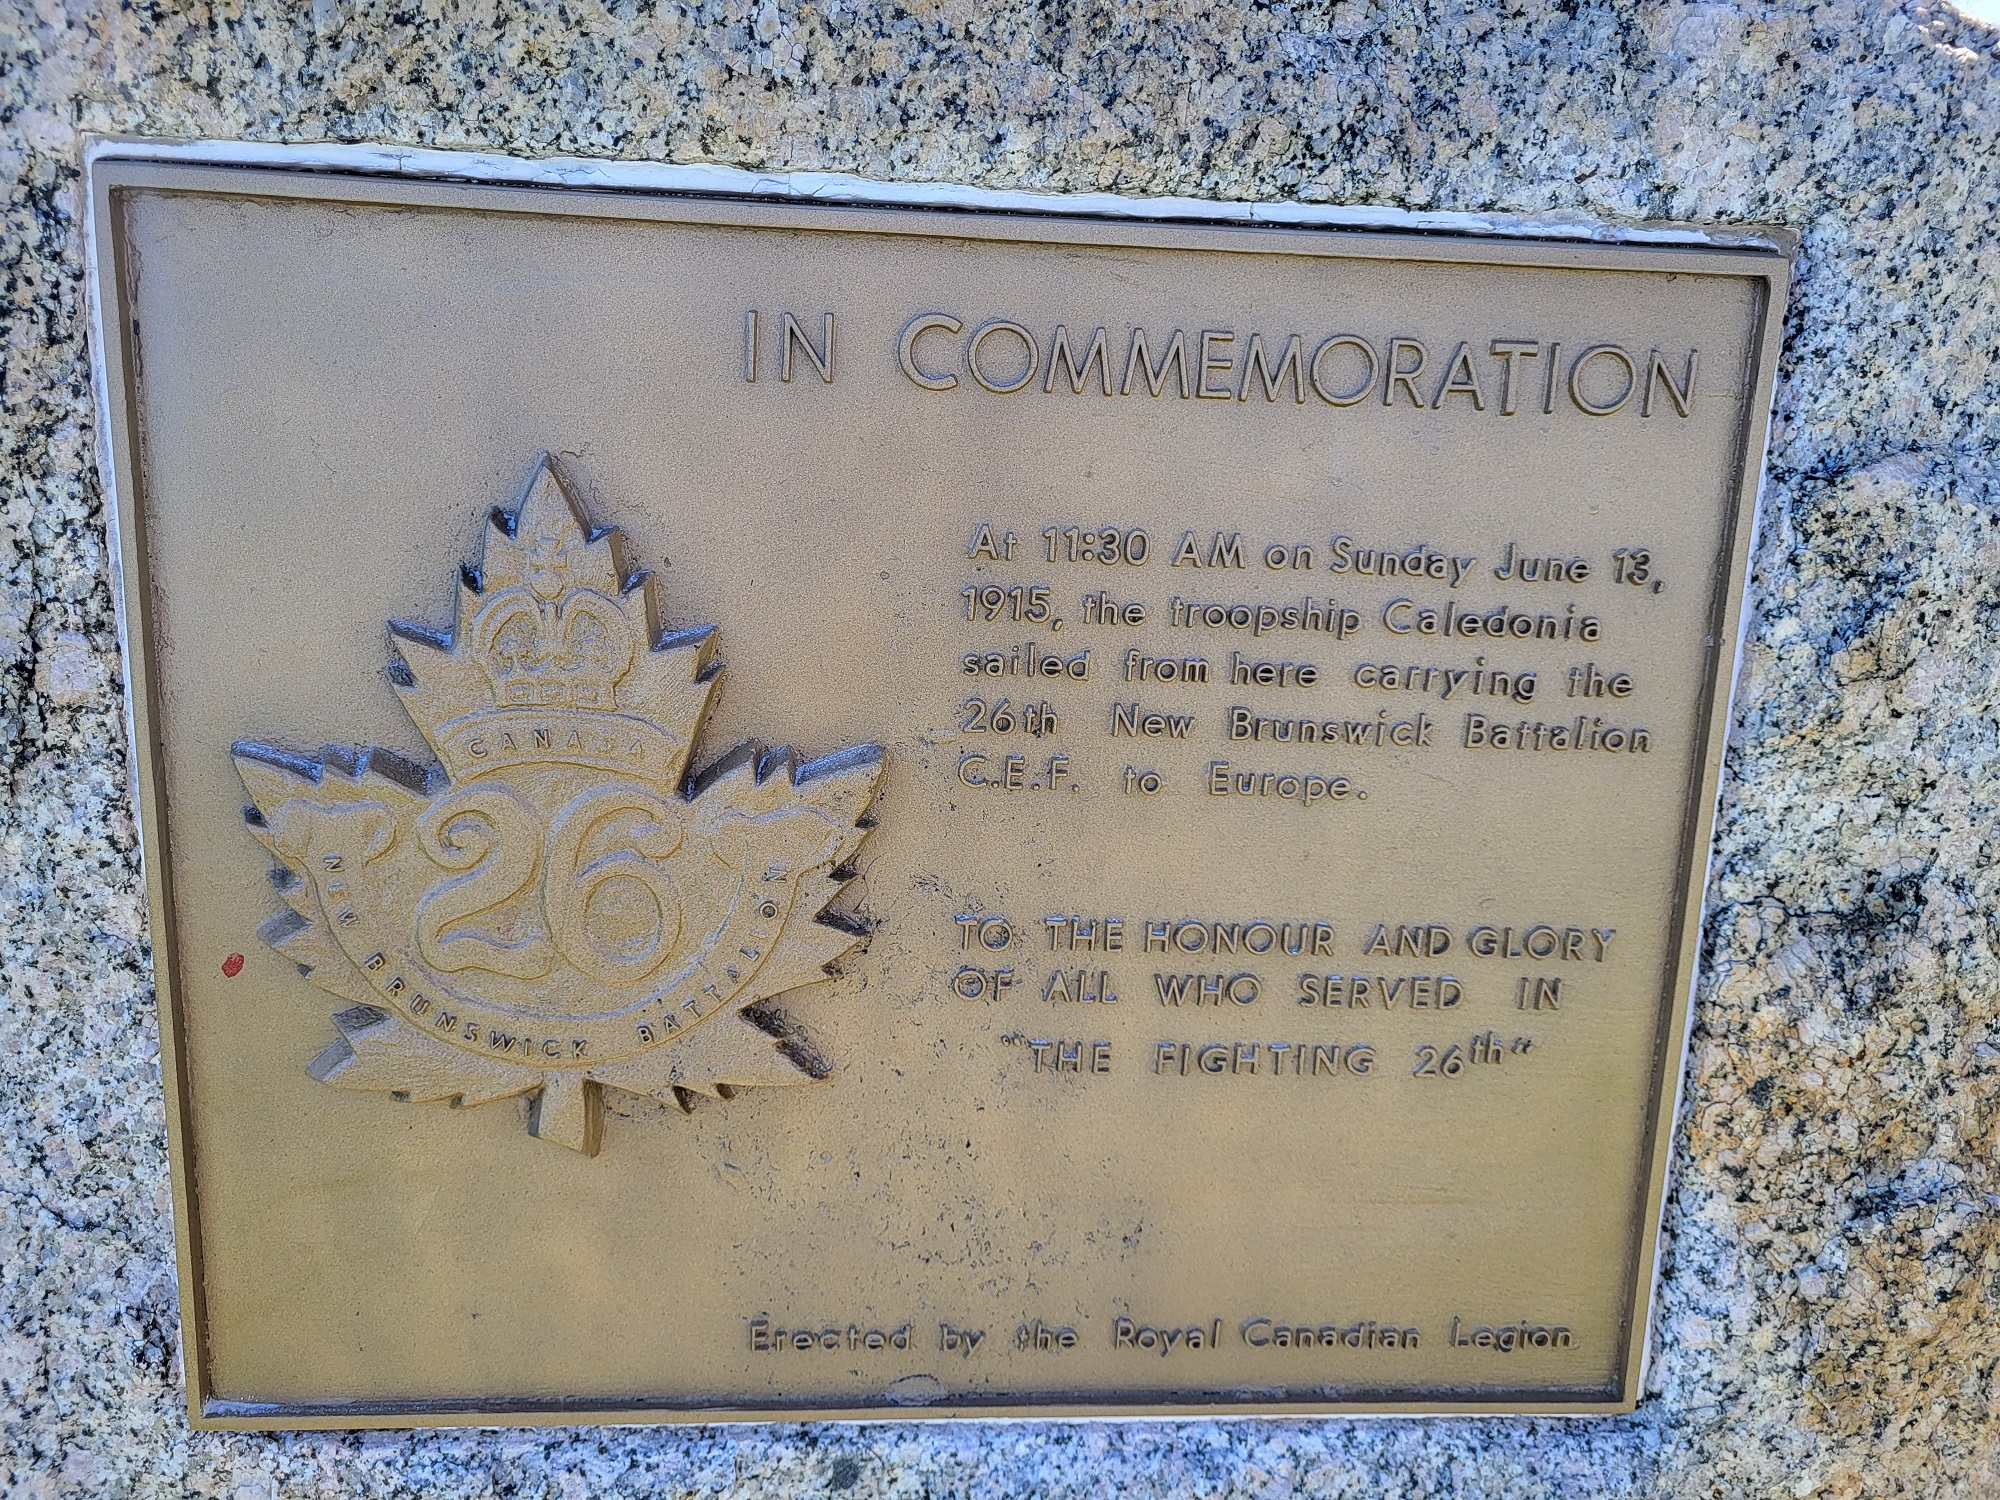 IN COMMEMORATION
At 11:30 AM on Sunday June 13,
1915, the troopship Caledonia
sailed from here carrying the
26th New Brunswick Battalion
C.E.F. to Europe.
CANADA
26
NEW BRUNSWICK BATTALION
TO THE HONOUR AND GLORY
OF ALL WHO SERVED IN
"THE FIGHTING 26th"
Erected by the Royal Canadian Legion